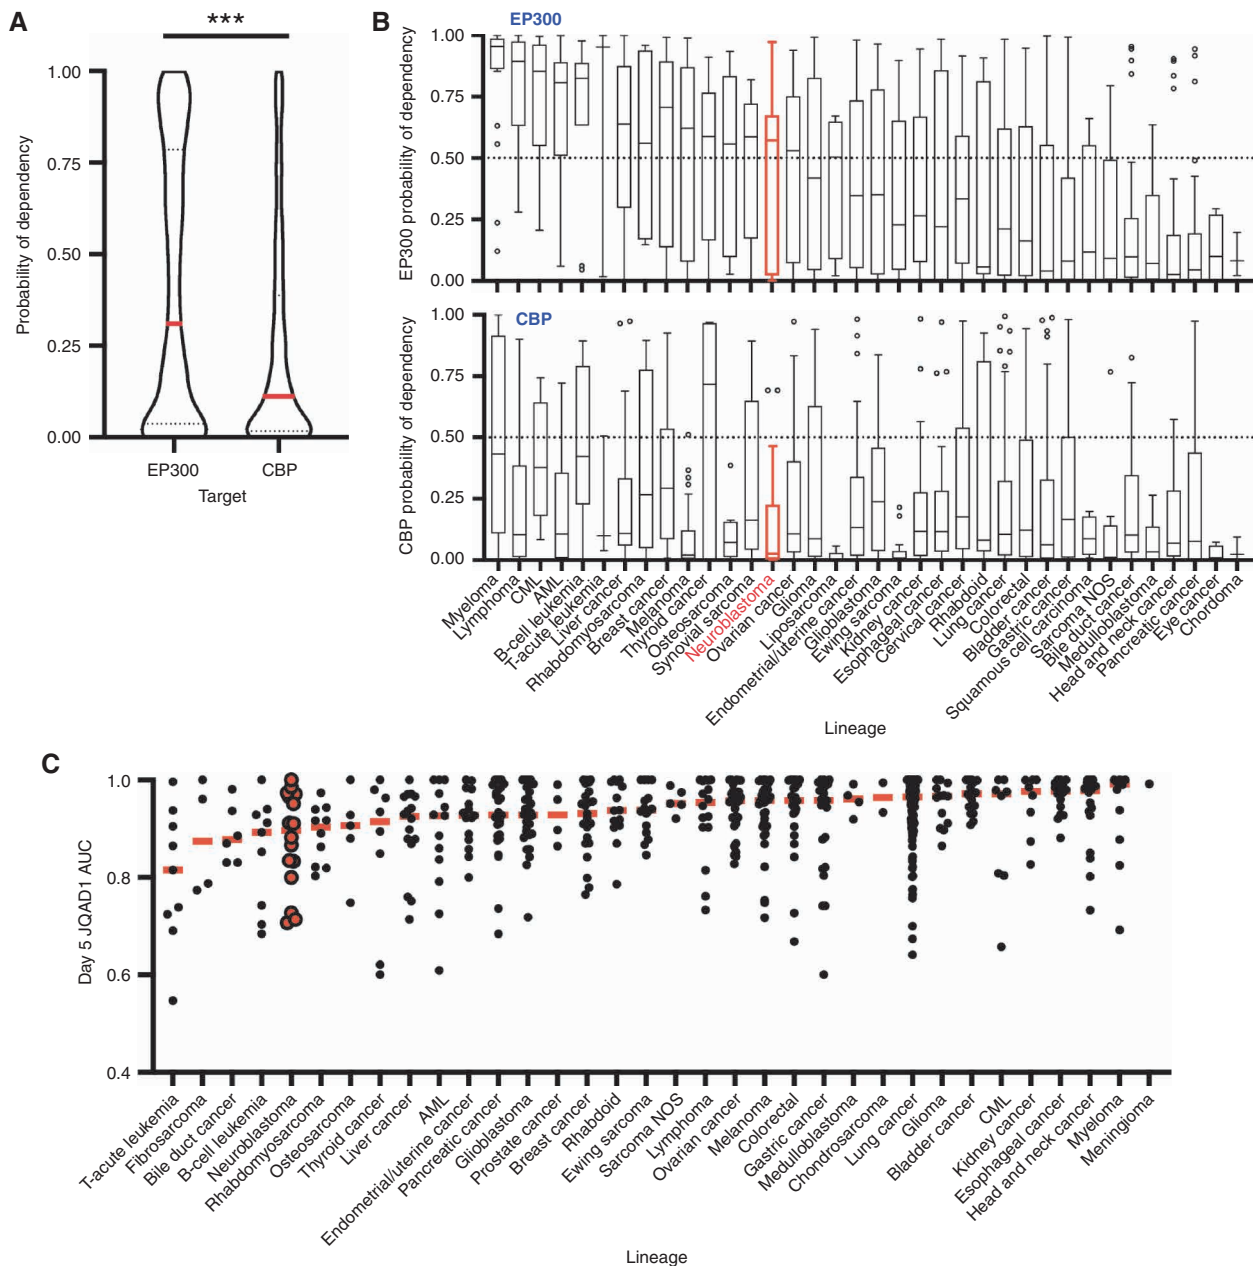 A
***
Probability of dependency
1.00
0.75
0.50
0.25
0.00
EP300
CBP
Target
B
EP300
EP300 probability of dependency
1.00
0.75
0.50
0.25
0.00
CBP
CBP probability of dependency
1.00
0.75
0.50
0.25
0.00
Myeloma
Lymphoma
CML
AML
B-cell leukemia
T-acute leukemia
Liver cancer
Rhabdomyosarcoma
Breast cancer
Melanoma
Thyroid cancer
Osteosarcoma
Synovial sarcoma
Neuroblastoma
Ovarian cancer
Glioma
Liposarcoma
Endometrial/uterine cancer
Glioblastoma
Ewing sarcoma
Kidney cancer
Esophageal cancer
Cervical cancer
Rhabdoid
Lung cancer
Colorectal
Bladder cancer
Gastric cancer
Squamous cell carcinoma
Sarcoma NOS
Bile duct cancer
Medulloblastoma
Head and neck cancer
Pancreatic cancer
Eye cancer
Chordoma
Lineage
C
Day 5 JQAD1 AUC
1.0
0.8
0.6
0.4
T-acute leukemia
Fibrosarcoma
Bile duct cancer
B-cell leukemia
Neuroblastoma
Rhabdomyosarcoma
Osteosarcoma
Thyroid cancer
Liver cancer
AML
Endometrial/uterine cancer
Pancreatic cancer
Glioblastoma
Prostate cancer
Breast cancer
Rhabdoid
Ewing sarcoma
Sarcoma NOS
Lymphoma
Ovarian cancer
Melanoma
Colorectal
Gastric cancer
Medulloblastoma
Chondrosarcoma
Lung cancer
Glioma
Bladder cancer
CML
Kidney cancer
Esophageal cancer
Head and neck cancer
Myeloma
Meningioma
Lineage